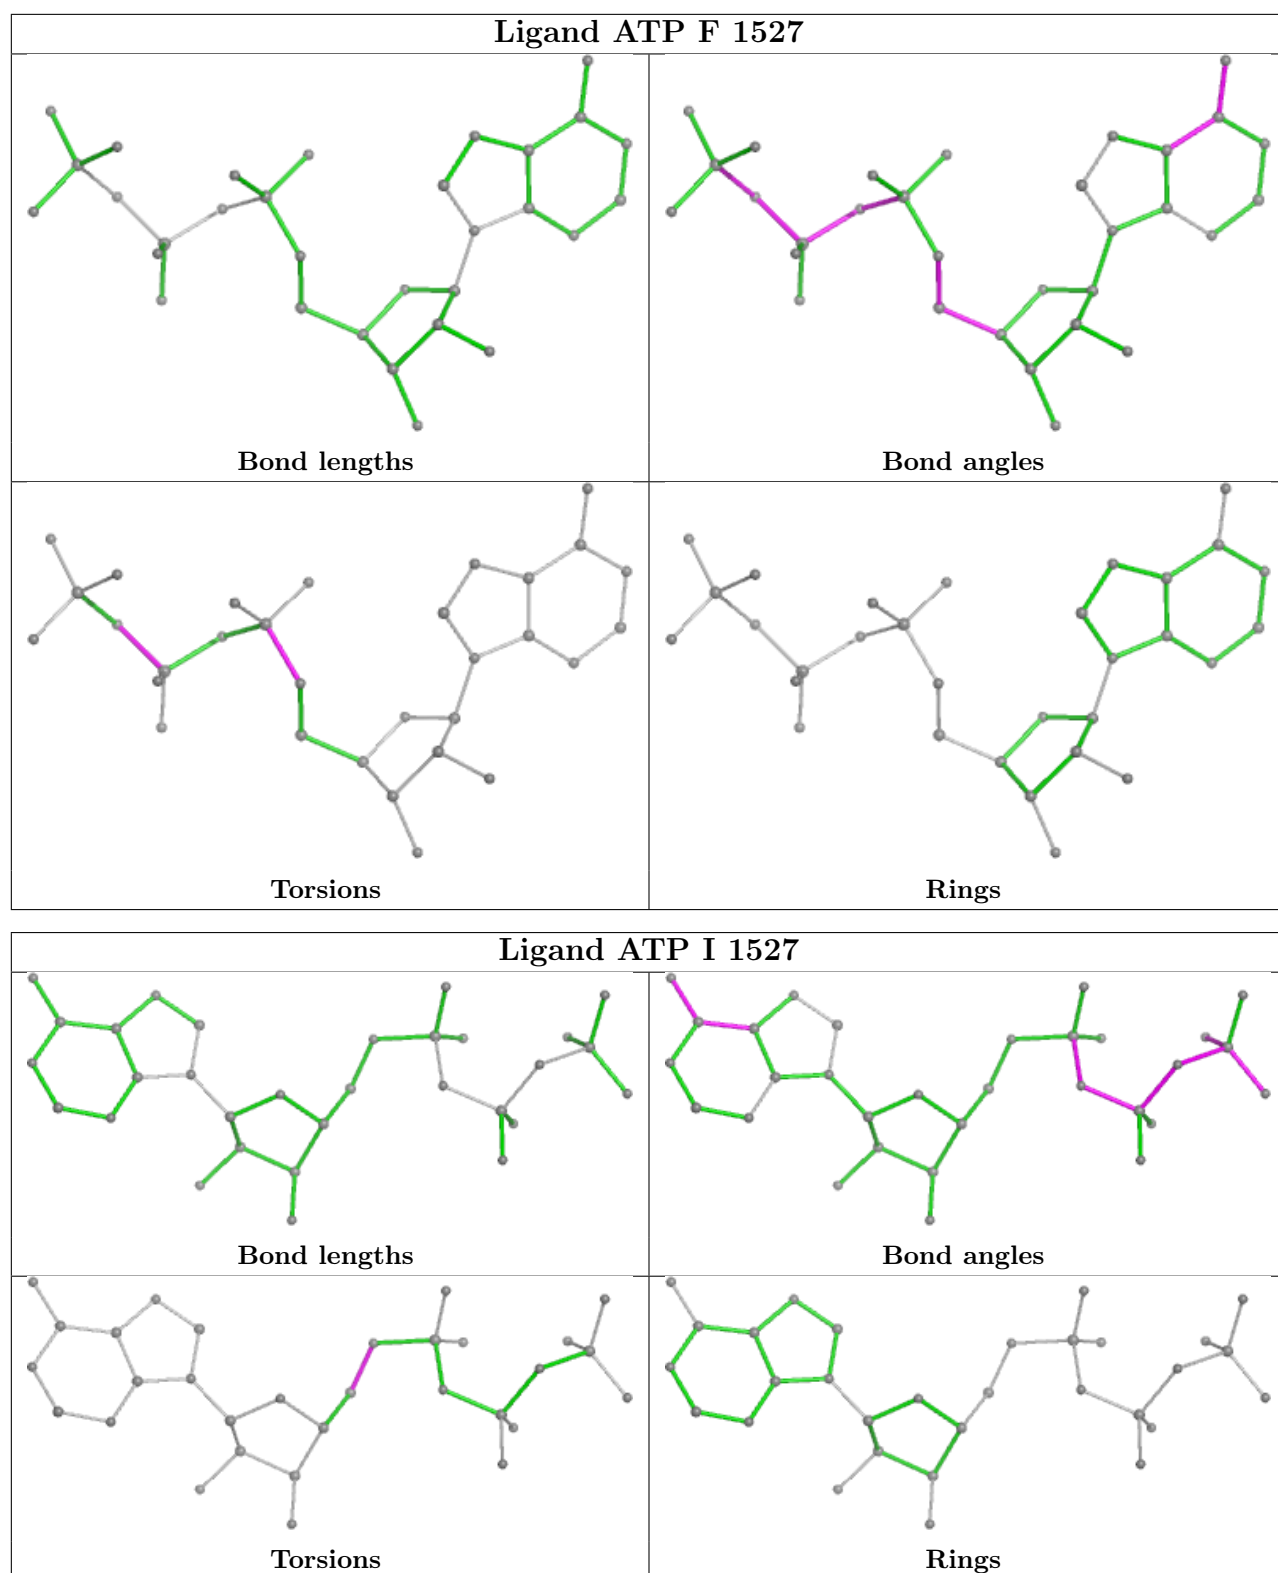 Ligand ATP F 1527
Bond lengths
Bond angles
Torsions
Rings
Ligand ATP I 1527
Bond lengths
Bond angles
Torsions
Rings